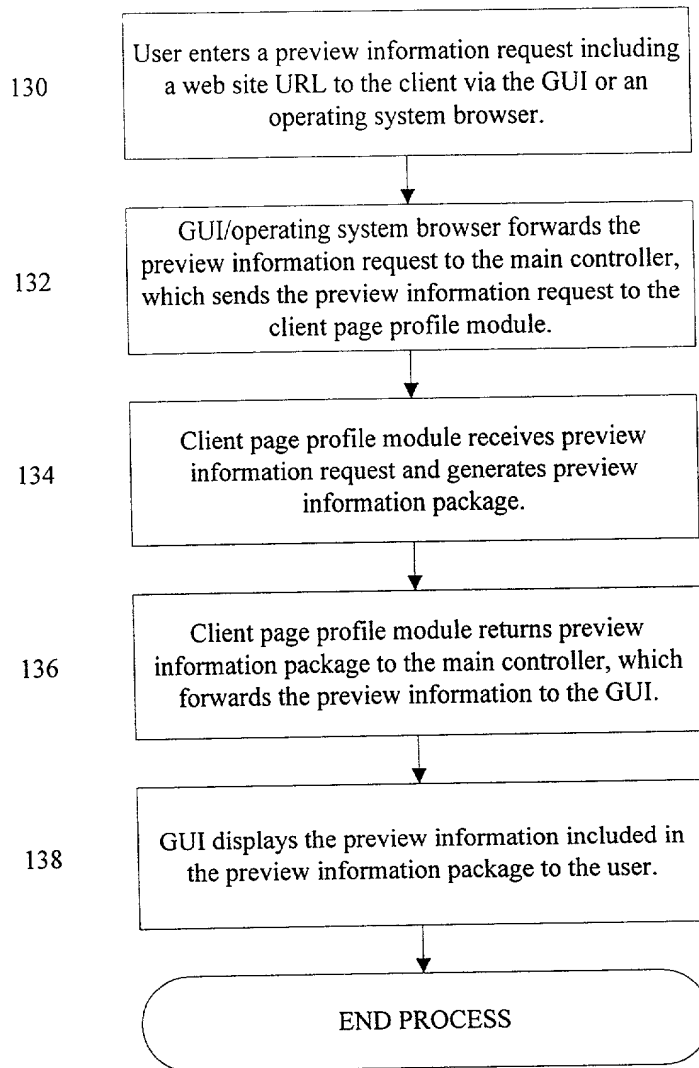 130
User enters a preview information request including
a web site URL to the client via the GUI or an
operating system browser.
132
GUI/operating system browser forwards the
preview information request to the main controller,
which sends the preview information request to the
client page profile module.
134
Client page profile module receives preview
information request and generates preview
information package.
136
Client page profile module returns preview
information package to the main controller, which
forwards the preview information to the GUI.
138
GUI displays the preview information included in
the preview information package to the user.
END PROCESS